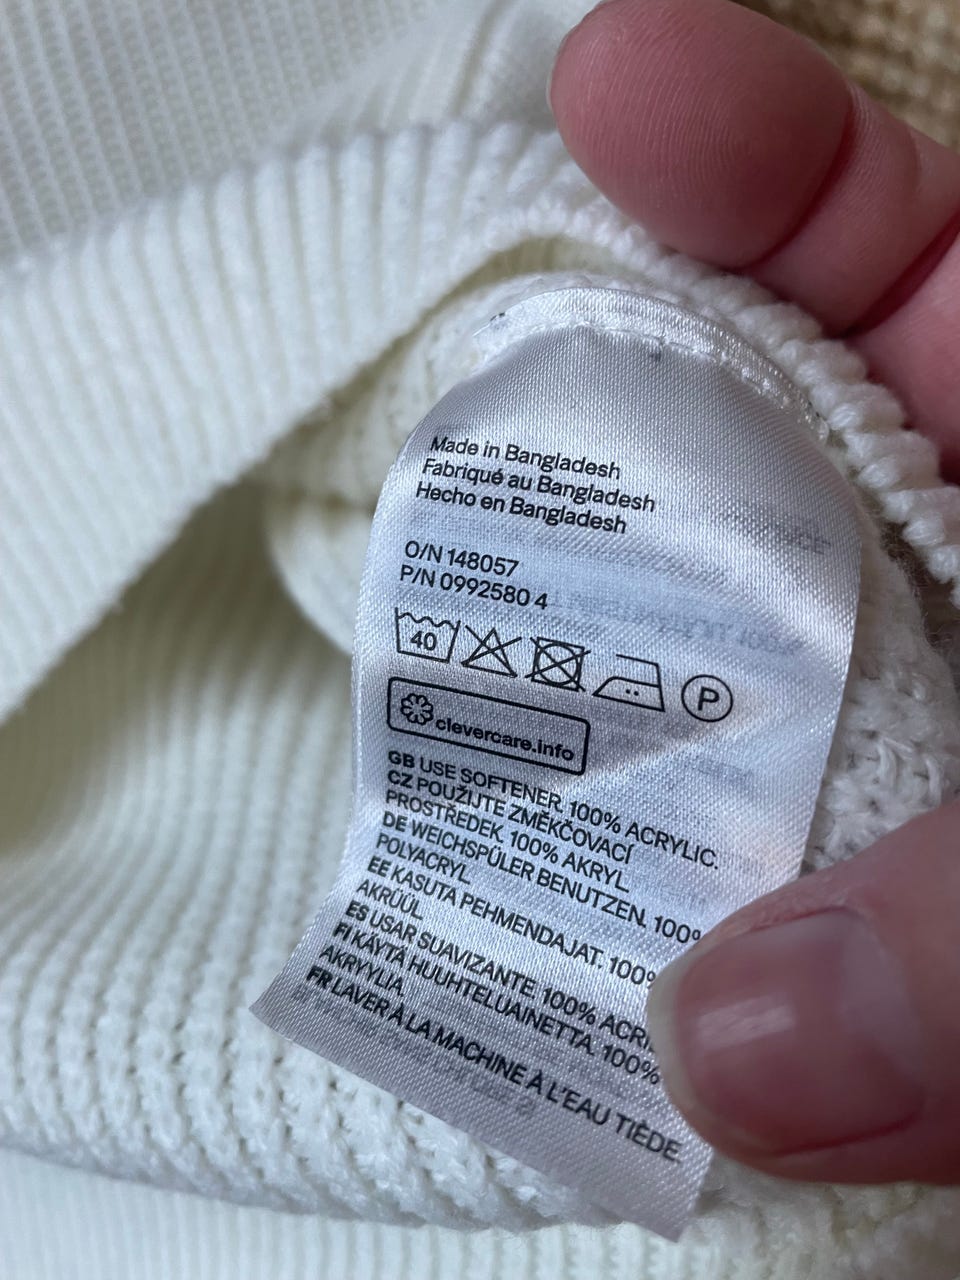 Made in Bangladesh
Fabriqué au Bangladesh
Hecho en Bangladesh
O/N 148057
P/N 0992580 4
40 P
clevercare.info
GB USE SOFTENER. 100% ACRYLIC.
CZ POUŽIJTE ZMĚKČOVACÍ
PROSTŘEDEK. 100% AKRYL
DE WEICHSPÜLER BENUTZEN. 100%
POLYACRYL
EE KASUTA PEHMENDAJAT. 100%
AKRÜÜL
ES USAR SUAVIZANTE. 100%
FI KÄYTÄ HUUHTELUAINETTA. 100%
AKRYYLIA
FR LAVER À LA MACHINE À L'EAU TIÈDE.